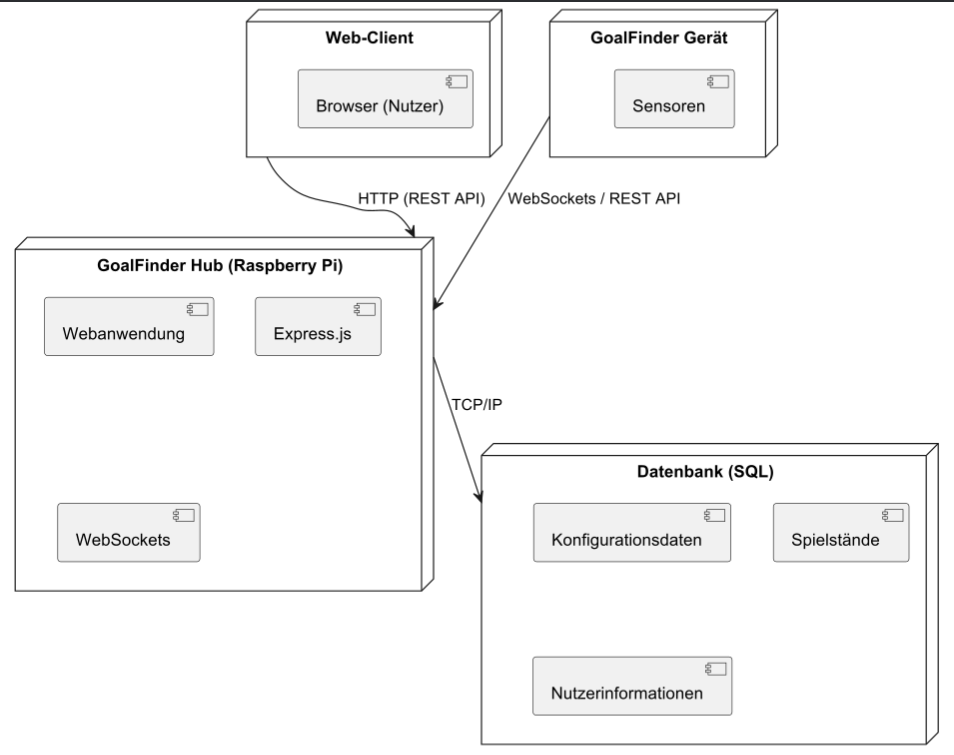 Web-Client
Browser (Nutzer)
GoalFinder Gerät
Sensoren
HTTP (REST API)
WebSockets / REST API
GoalFinder Hub (Raspberry Pi)
Webanwendung
Express.js
WebSockets
TCP/IP
Datenbank (SQL)
Konfigurationsdaten
Spielstände
Nutzerinformationen